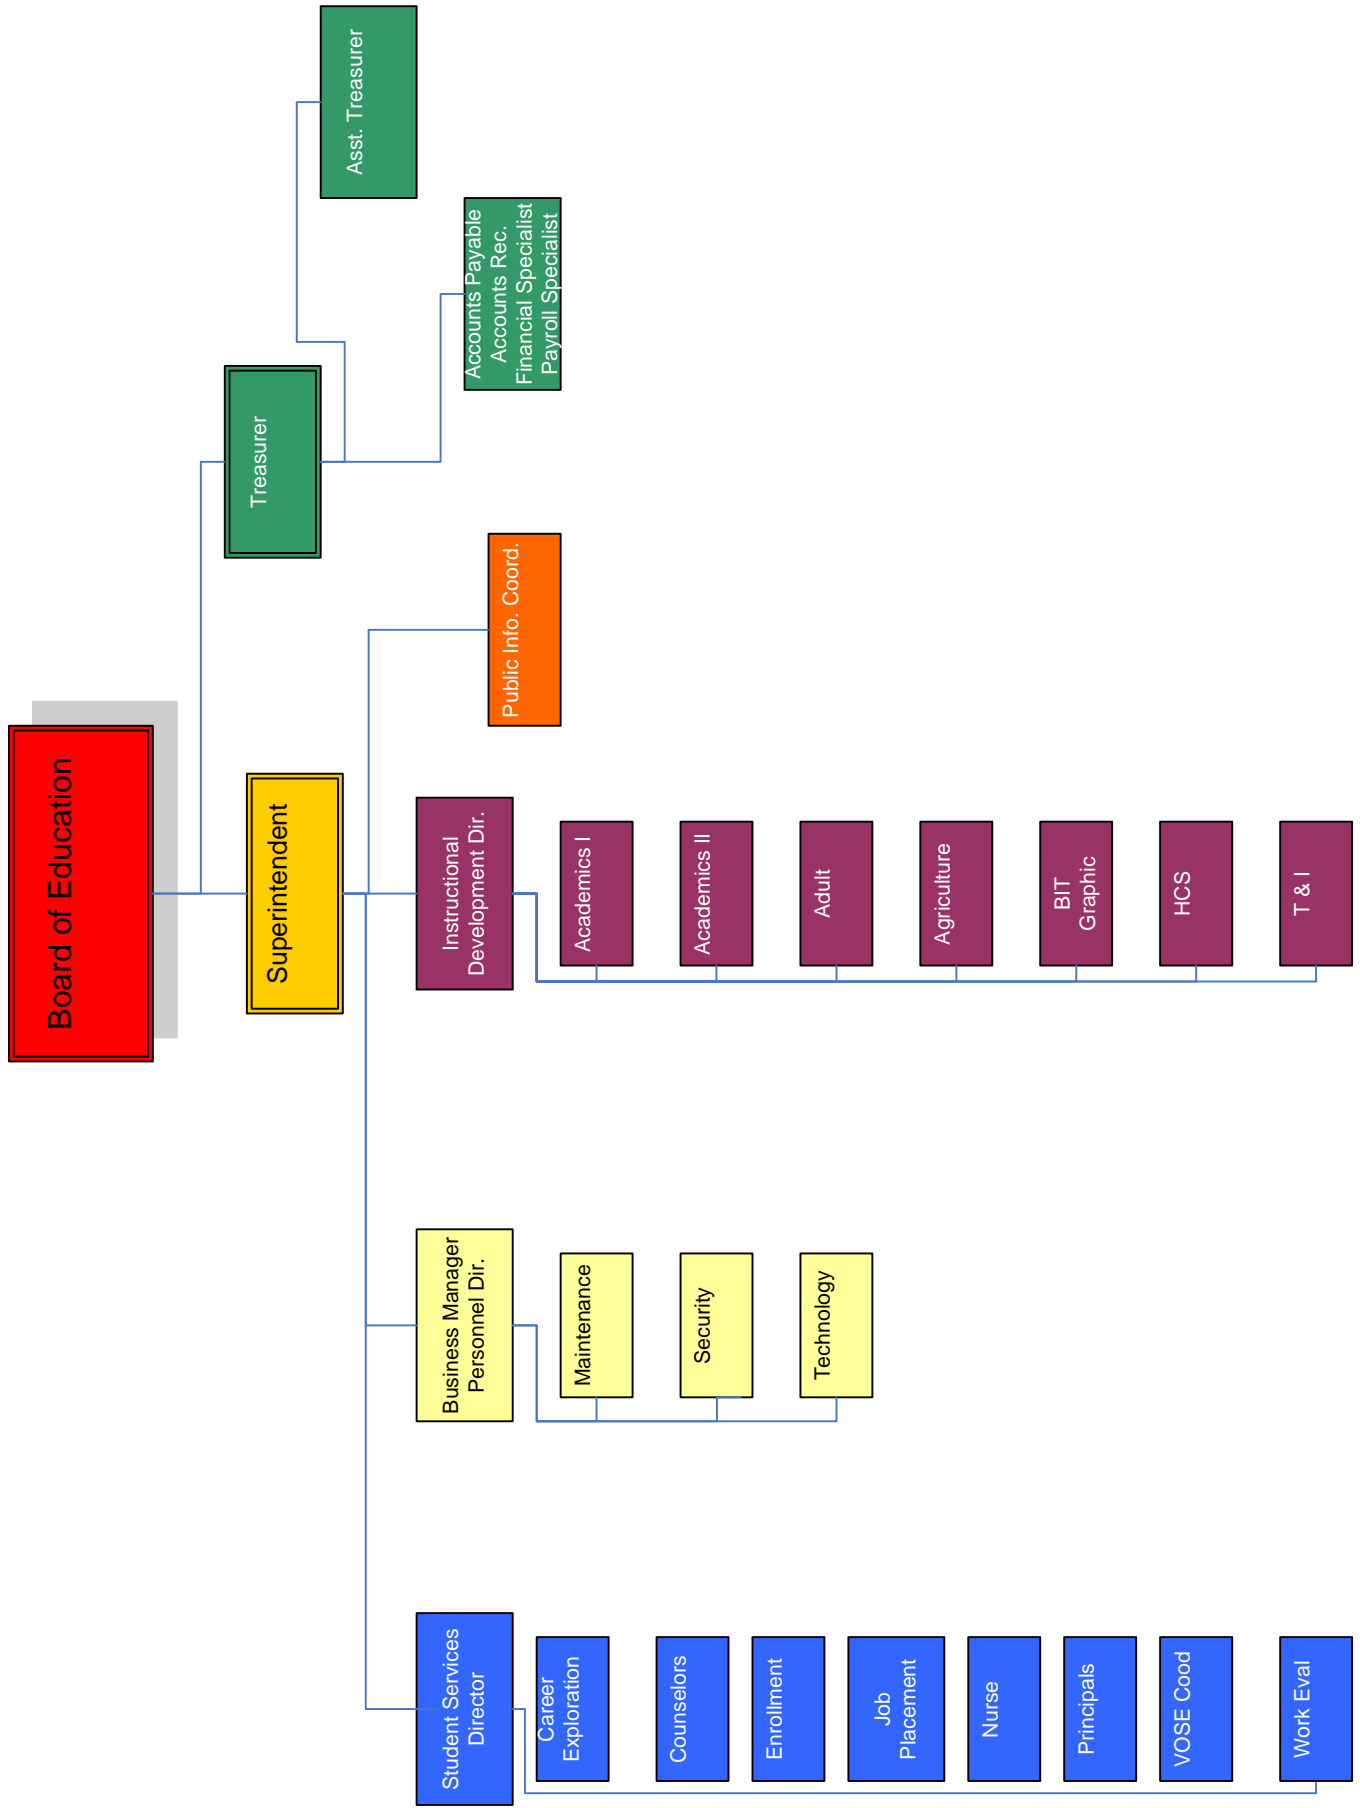 Board of Education
Superintendent
Treasurer
Asst. Treasurer
Accounts Payable
Accounts Rec.
Financial Specialist
Payroll Specialist
Public Info. Coord.
Student Services
Director
Career
Exploration
Counselors
Enrollment
Job
Placement
Nurse
Principals
VOSE Cood
Work Eval
Business Manager
Personnel Dir.
Maintenance
Security
Technology
Instructional
Development Dir.
Academics I
Academics II
Adult
Agriculture
BIT
Graphic
HCS
T & I